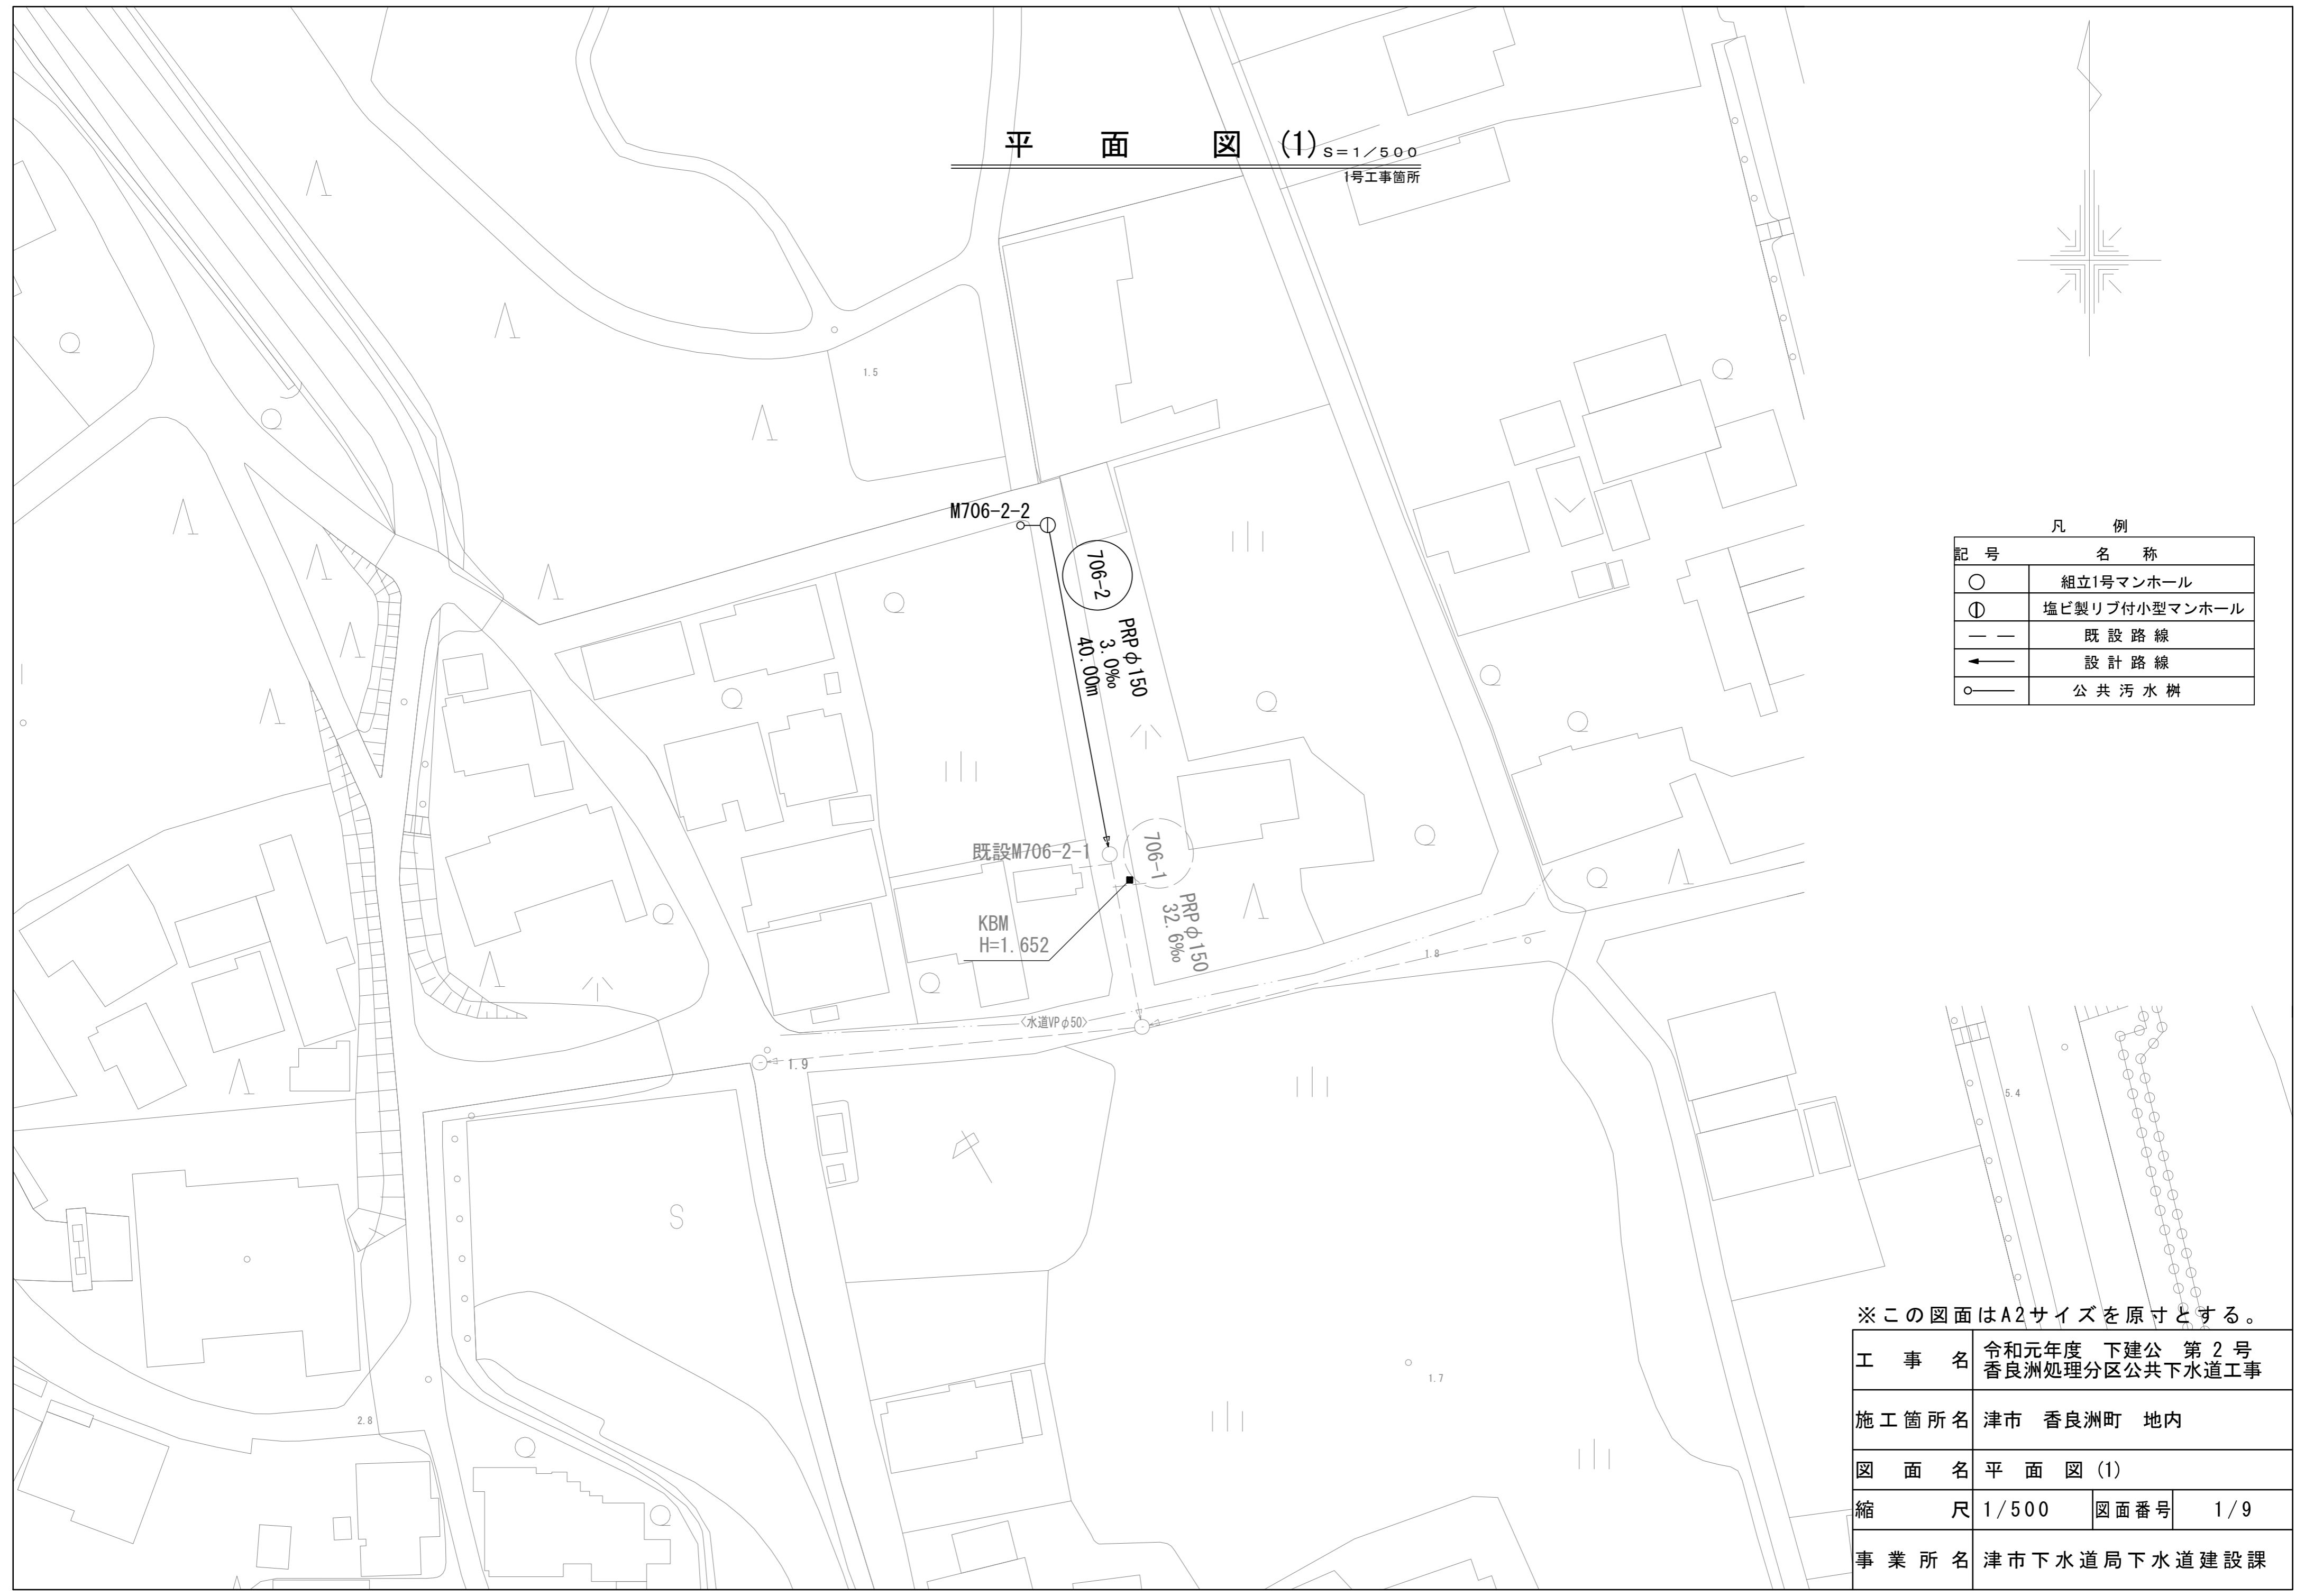 平 面 図 (1) S=1/500
1号工事箇所
1.5
M706-2-2
706-2
PRPφ150
3.0‰
40.00m
既設M706-2-1
706-1
PRPφ150
32.6‰
KBM
H=1.652
1.8
〈水道VPφ50〉
1.9
5.4
S
1.7
2.8
凡 例
記 号 名 称
組立1号マンホール
塩ビ製リブ付小型マンホール
既 設 路 線
設 計 路 線
公 共 汚 水 桝
※この図面はA2サイズを原寸とする。
工 事 名 令和元年度 下建公 第 2 号
香良洲処理分区公共下水道工事
施工箇所名 津市 香良洲町 地内
図 面 名 平 面 図 (1)
縮 尺 1/500 図面番号 1/9
事 業 所 名 津市下水道局下水道建設課